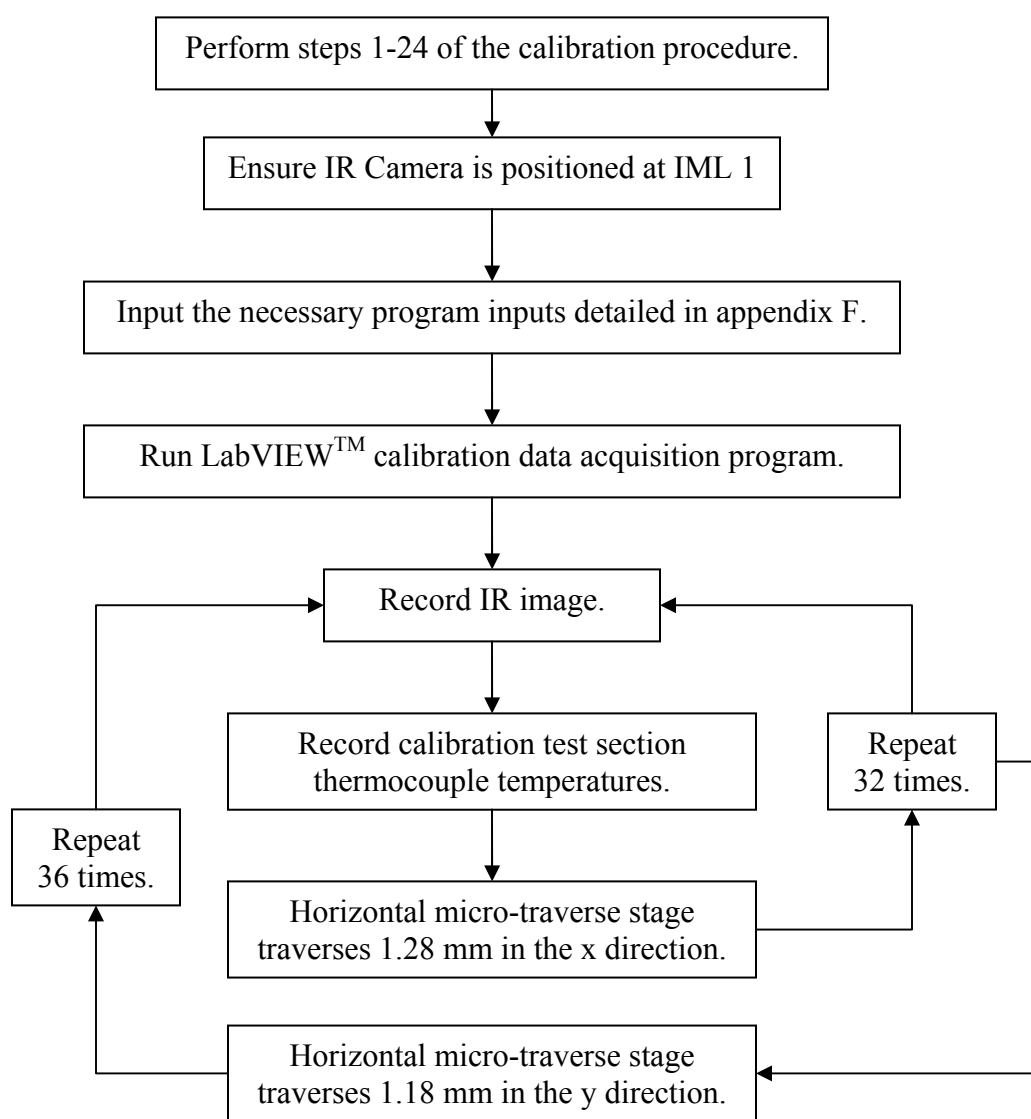 Perform steps 1-24 of the calibration procedure.
Ensure IR Camera is positioned at IML 1
Input the necessary program inputs detailed in appendix F.
Run LabVIEW™ calibration data acquisition program.
Record IR image.
Record calibration test section
thermocouple temperatures.
Repeat
32 times.
Repeat
36 times.
Horizontal micro-traverse stage
traverses 1.28 mm in the x direction.
Horizontal micro-traverse stage
traverses 1.18 mm in the y direction.